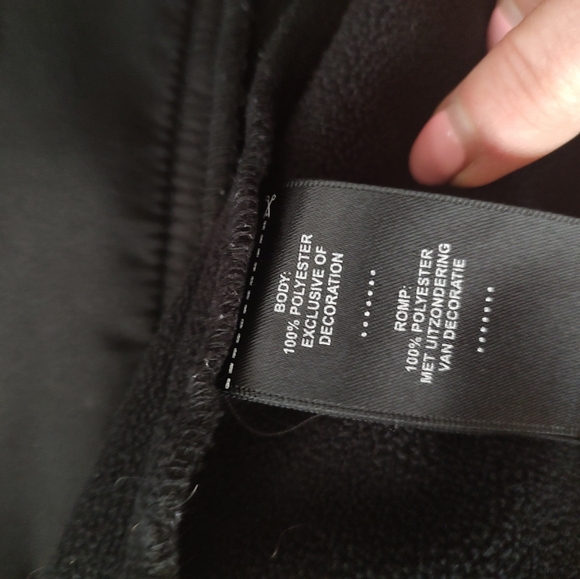 BODY:
100% POLYESTER
EXCLUSIVE OF
DECORATION
.......
ROMP:
100% POLYESTER
MET UITZONDERING
VAN DECORATIE
.......